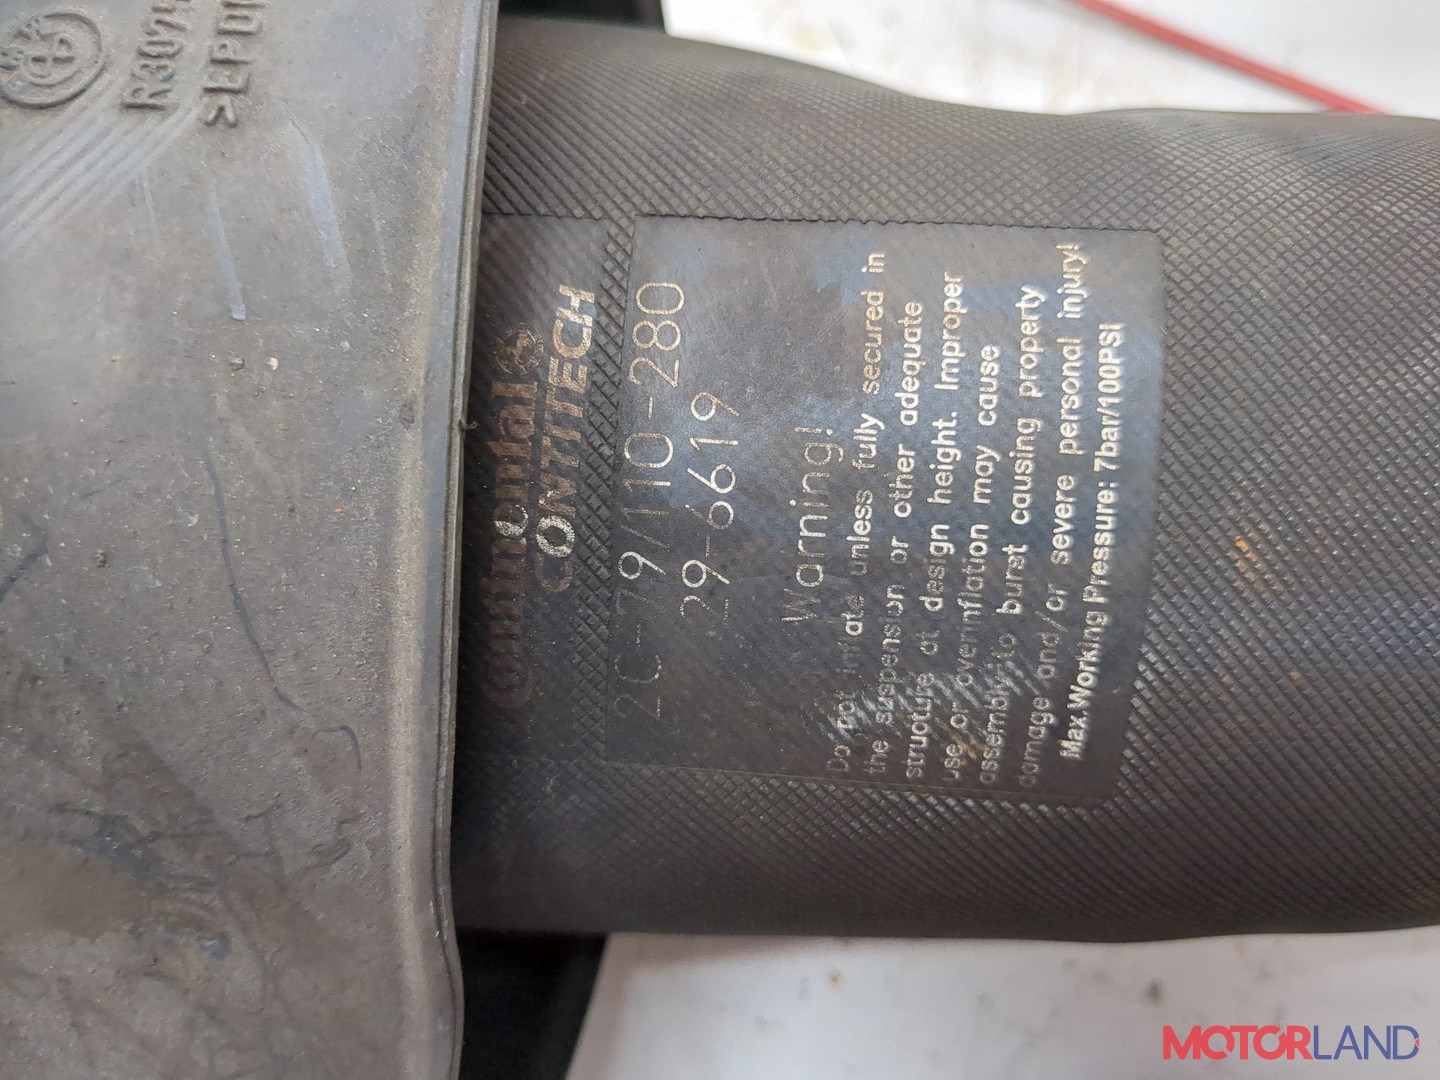 R3074
>EPDM
Continental
CONTITECH
2C-79/110-280
29-6619
Warning!
Do not inflate unless fully secured in
the suspension or other adequate
structure at design height. Improper
use or overinflation may cause
assembly to burst causing property
damage and/or severe personal injury!
Max.Working Pressure: 7bar/100PSI
MOTORLAND